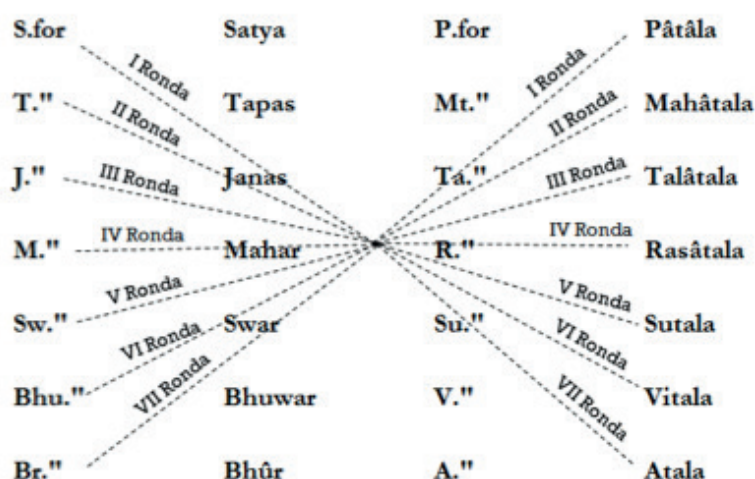 S.for Satya P.for Pâtâla
I Ronda I Ronda
T." Tapas Mt." Mahâtala
II Ronda II Ronda
J." Janas Ta." Talâtala
III Ronda III Ronda
M." IV Ronda Mahar R." IV Ronda Rasâtala
V Ronda V Ronda
Sw." Swar Su." Sutala
VI Ronda VI Ronda
Bhu." VII Ronda Bhuwar V." VII Ronda Vitala
Br." Bhûr A." Atala